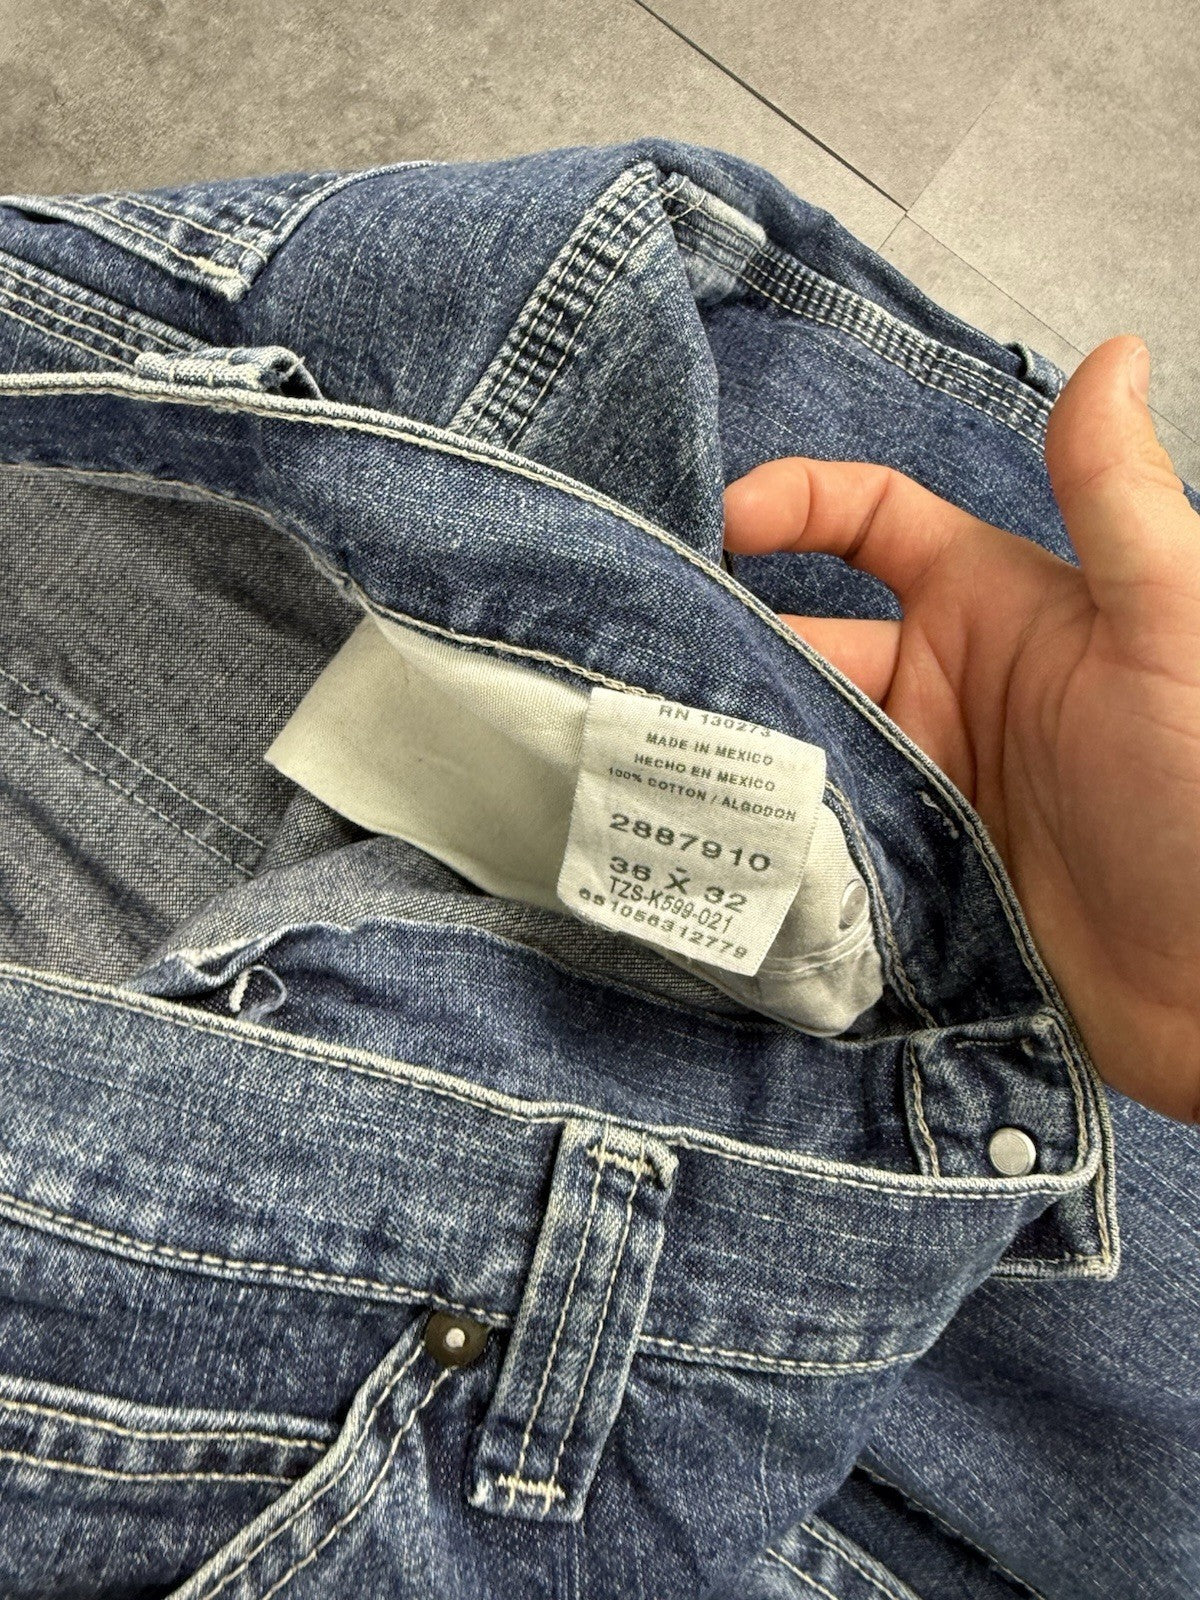 RN 130273
MADE IN MEXICO
HECHO EN MEXICO
100% COTTON / ALGODON
2887910
36 X 32
TZS-K599-021
681056312779